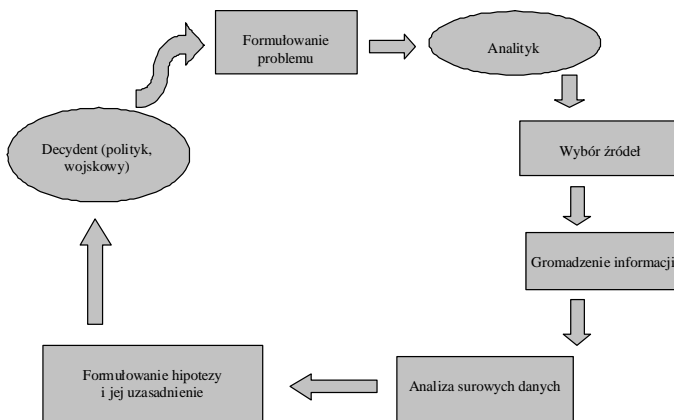 Formułowanie
problemu
Analityk
Decydent (polityk,
wojskowy)
Wybór źródeł
Gromadzenie informacji
Analiza surowych danych
Formułowanie hipotezy
i jej uzasadnienie